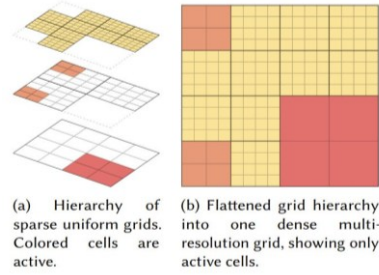 (a) Hierarchy of
sparse uniform grids.
Colored cells are
active.
(b) Flattened grid hierarchy
into one dense multi-
resolution grid, showing only
active cells.